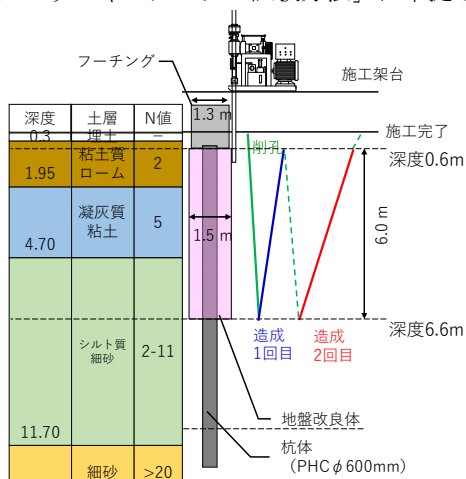 フーチング
施工架台
1.3 m
深度 土層 N値
0.3 埋土 −
施工完了
削孔
深度0.6m
粘土質
ローム
2
1.95
凝灰質
粘土
5
1.5 m
6.0 m
4.70
深度6.6m
造成
1回目
造成
2回目
シルト質
細砂
2-11
地盤改良体
11.70
杭体
（PHCφ600mm）
細砂 >20